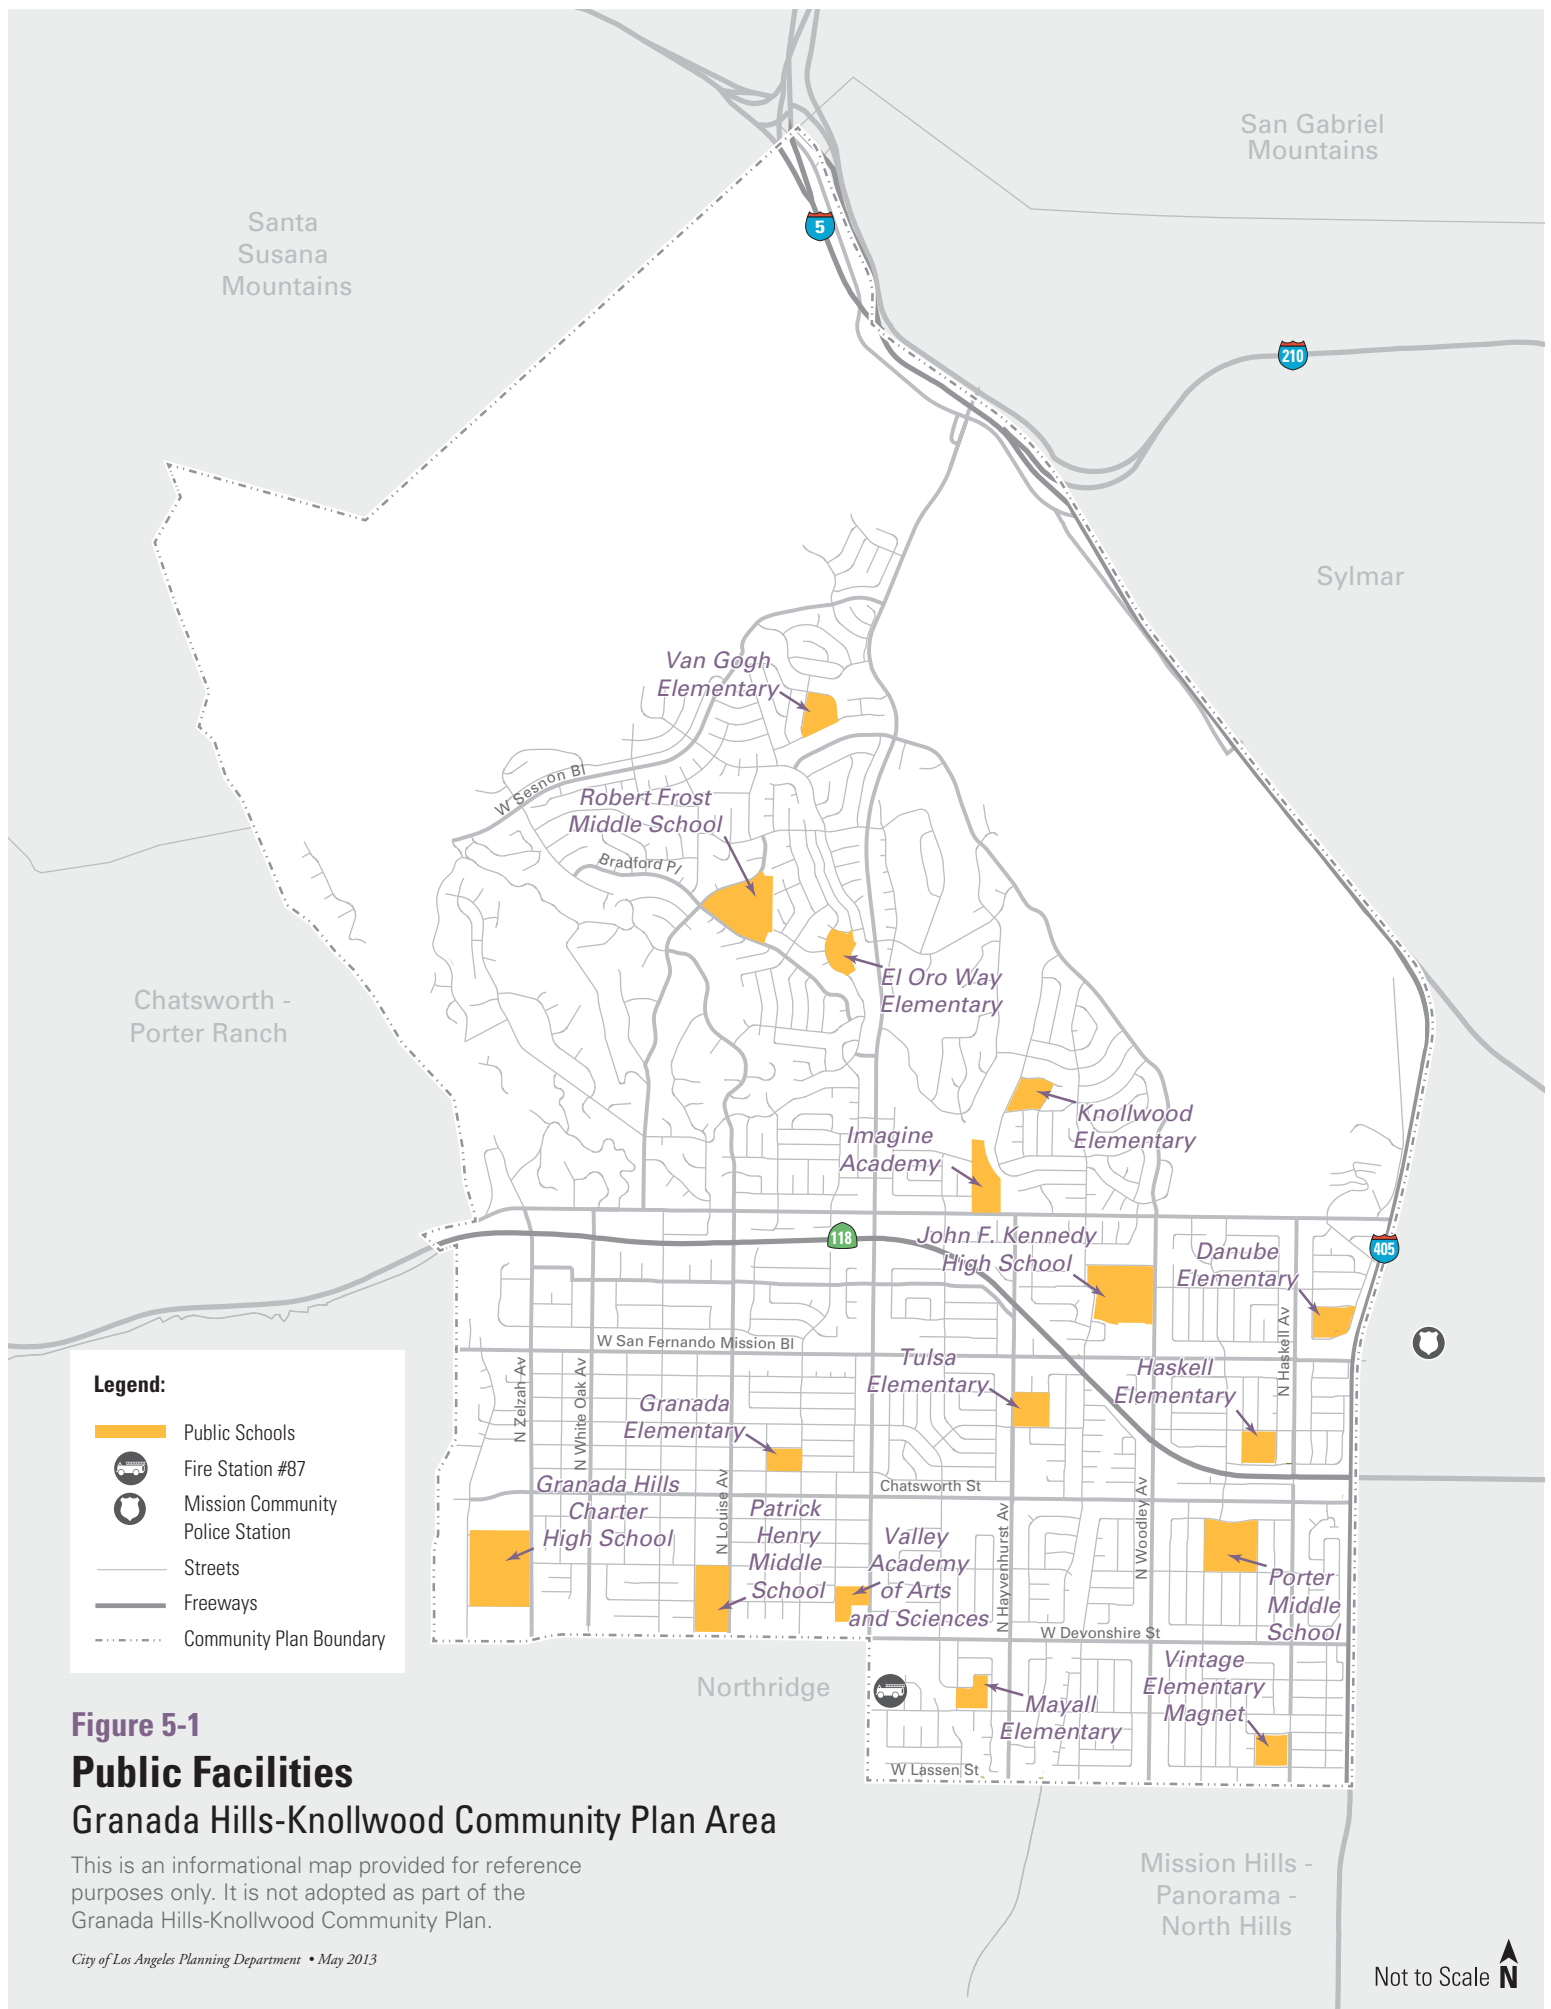 San Gabriel
Mountains
Santa
Susana
Mountains
5
210
Sylmar
Van Gogh
Elementary
W Sesnon Bl
Robert Frost
Middle School
Bradford Pl
El Oro Way
Elementary
Chatsworth -
Porter Ranch
Knollwood
Elementary
Imagine
Academy
118
John F. Kennedy
High School
Danube
Elementary
405
W San Fernando Mission Bl
N Haskell Av
Tulsa
Elementary
Haskell
Elementary
N Zelzah Av
N White Oak Av
Granada
Elementary
Chatsworth St
Granada Hills
Charter
High School
N Louise Av
Patrick
Henry
Middle
School
Valley
Academy
of Arts
and Sciences
N Hayvenhurst Av
N Woodley Av
Porter
Middle
School
W Devonshire St
Northridge
Mayall
Elementary
Vintage
Elementary
Magnet
W Lassen St
Mission Hills -
Panorama -
North Hills
Legend:
Public Schools
Fire Station #87
Mission Community
Police Station
Streets
Freeways
Community Plan Boundary
Figure 5-1
Public Facilities
Granada Hills-Knollwood Community Plan Area
This is an informational map provided for reference
purposes only. It is not adopted as part of the
Granada Hills-Knollwood Community Plan.
City of Los Angeles Planning Department • May 2013
Not to Scale N